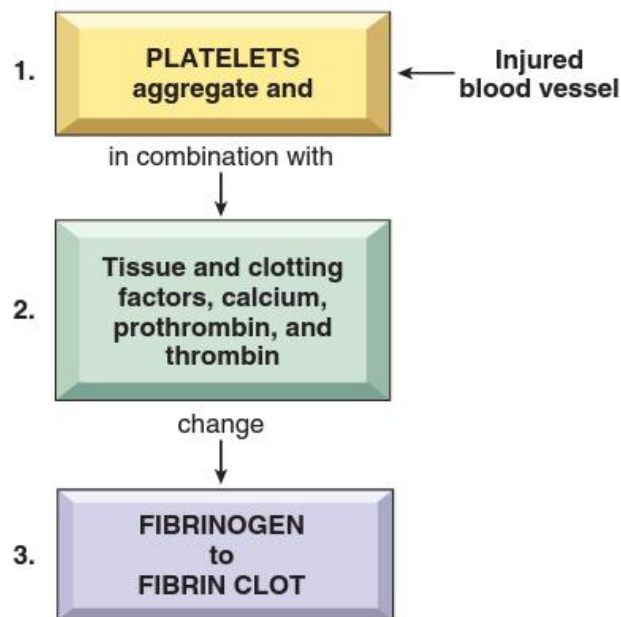 1.
PLATELETS
aggregate and
Injured
blood vessel
in combination with
2.
Tissue and clotting
factors, calcium,
prothrombin, and
thrombin
change
3.
FIBRINOGEN
to
FIBRIN CLOT